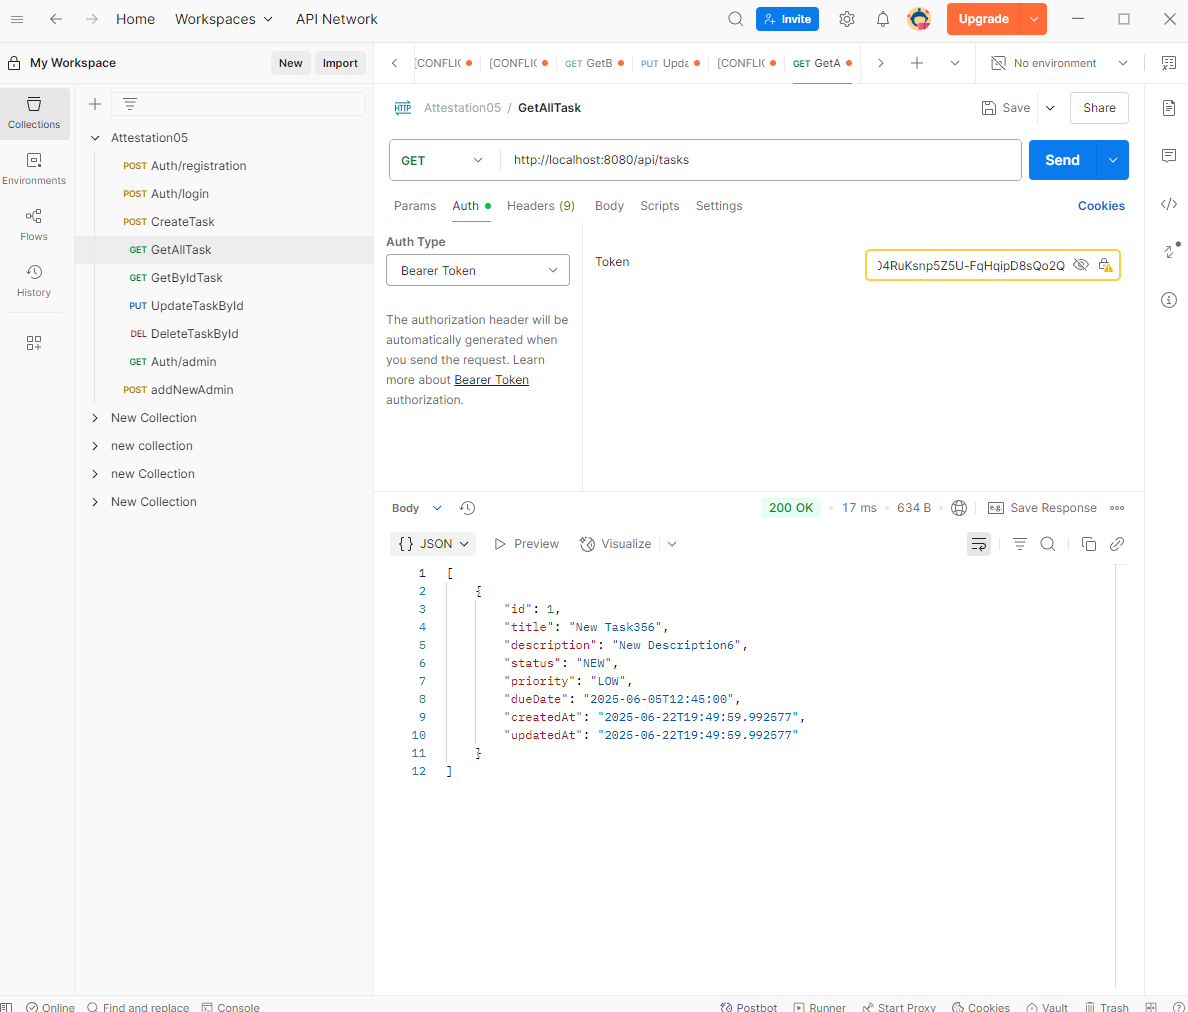 Home Workspaces API Network Invite Upgrade
My Workspace New Import
[CONFLIC [CONFLIC GET GetB PUT Upda [CONFLIC GET GetA No environment
Collections
Environments
Flows
History
Attestation05
POST Auth/registration
POST Auth/login
POST CreateTask
GET GetAllTask
GET GetByIdTask
PUT UpdateTaskById
DEL DeleteTaskById
GET Auth/admin
POST addNewAdmin
New Collection
new collection
new Collection
New Collection
HTTP Attestation05 / GetAllTask Save Share
GET http://localhost:8080/api/tasks Send
Params Auth Headers (9) Body Scripts Settings Cookies
Auth Type
Bearer Token
The authorization header will be
automatically generated when
you send the request. Learn
more about Bearer Token
authorization.
Token
04RuKsnp5Z5U-FqHqipD8sQo2Q
Body 200 OK 17 ms 634 B e.g. Save Response
{} JSON Preview Visualize
1 [
2 {
3 "id": 1,
4 "title": "New Task356",
5 "description": "New Description6",
6 "status": "NEW",
7 "priority": "LOW",
8 "dueDate": "2025-06-05T12:45:00",
9 "createdAt": "2025-06-22T19:49:59.992577",
10 "updatedAt": "2025-06-22T19:49:59.992577"
11 }
12 ]
Online Find and replace Console Postbot Runner Start Proxy Cookies Vault Trash